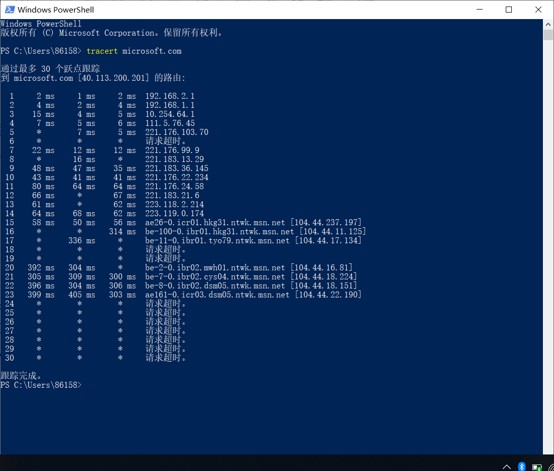 Windows PowerShell
Windows PowerShell
版权所有 (C) Microsoft Corporation。保留所有权利。
PS C:\Users\86158> tracert microsoft.com
通过最多 30 个跃点跟踪
到 microsoft.com [40.113.200.201] 的路由:
1 2 ms 1 ms 2 ms 192.168.2.1
2 4 ms 2 ms 4 ms 192.168.1.1
3 15 ms 4 ms 5 ms 10.254.64.1
4 7 ms 5 ms 6 ms 111.5.76.45
5 * 7 ms 5 ms 221.176.103.70
6 * * * 请求超时。
7 22 ms 12 ms 12 ms 221.176.99.9
8 * 16 ms * 221.183.13.29
9 48 ms 47 ms 35 ms 221.183.36.145
10 43 ms 41 ms 41 ms 221.176.22.234
11 80 ms 64 ms 64 ms 221.176.24.58
12 66 ms * 67 ms 221.183.21.6
13 61 ms * 62 ms 223.118.2.214
14 64 ms 68 ms 62 ms 223.119.0.174
15 58 ms 50 ms 56 ms ae26-0.icr01.hkg31.ntwk.msn.net [104.44.237.197]
16 * * 314 ms be-100-0.ibr01.hkg31.ntwk.msn.net [104.44.11.125]
17 * 336 ms * be-11-0.ibr01.tyo79.ntwk.msn.net [104.44.17.134]
18 * * * 请求超时。
19 * * * 请求超时。
20 392 ms 304 ms * be-2-0.ibr02.mwh01.ntwk.msn.net [104.44.16.81]
21 305 ms 309 ms 300 ms be-7-0.ibr02.cys04.ntwk.msn.net [104.44.18.224]
22 396 ms 304 ms 306 ms be-8-0.ibr02.dsm05.ntwk.msn.net [104.44.18.151]
23 399 ms 405 ms 303 ms ae161-0.icr03.dsm05.ntwk.msn.net [104.44.22.190]
24 * * * 请求超时。
25 * * * 请求超时。
26 * * * 请求超时。
27 * * * 请求超时。
28 * * * 请求超时。
29 * * * 请求超时。
30 * * * 请求超时。
跟踪完成。
PS C:\Users\86158>